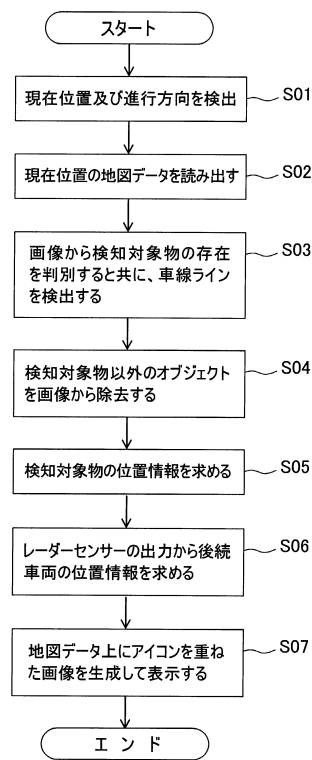 スタート
現在位置及び進行方向を検出
S01
現在位置の地図データを読み出す
S02
画像から検知対象物の存在
を判別すると共に、車線ライン
を検出する
S03
検知対象物以外のオブジェクト
を画像から除去する
S04
検知対象物の位置情報を求める
S05
レーダーセンサーの出力から後続
車両の位置情報を求める
S06
地図データ上にアイコンを重ね
た画像を生成して表示する
S07
エンド